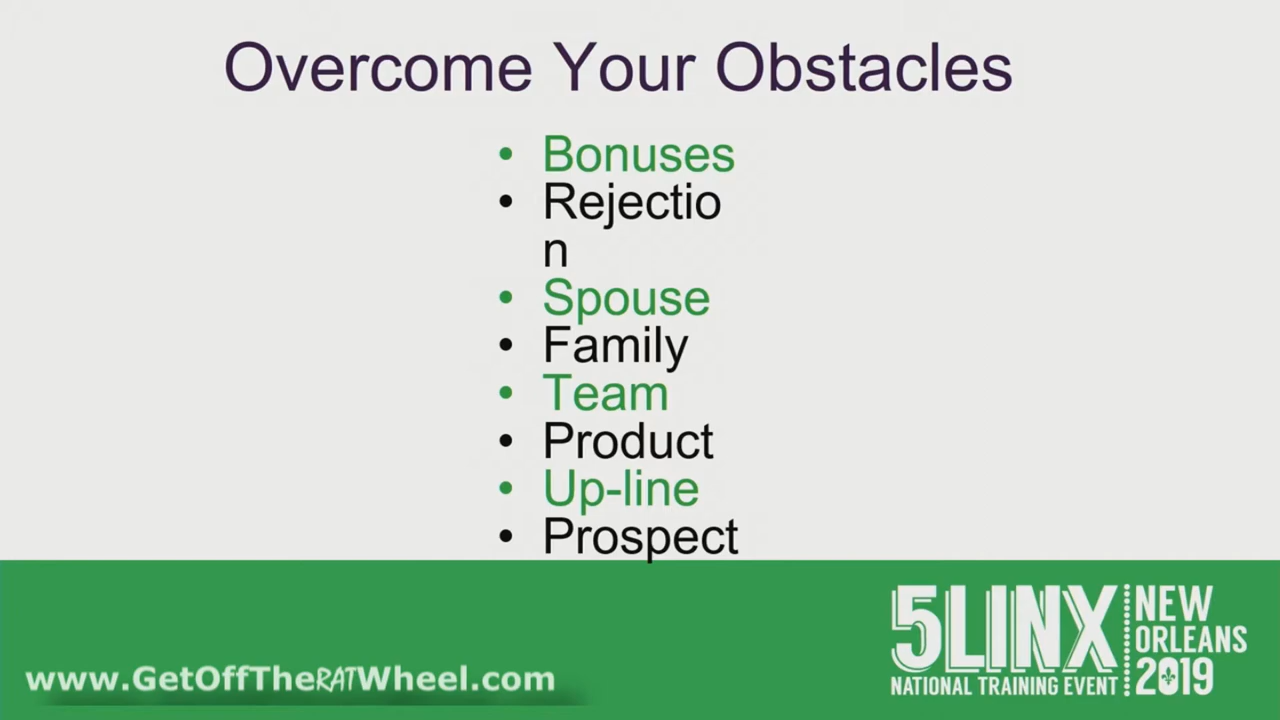 Overcome Your Obstacles
• Bonuses
• Rejectio
n
• Spouse
• Family
• Team
• Product
• Up-line
• Prospect
www.GetOffTheRATWheel.com
5LINX
NATIONAL TRAINING EVENT
NEW
ORLEANS
2019